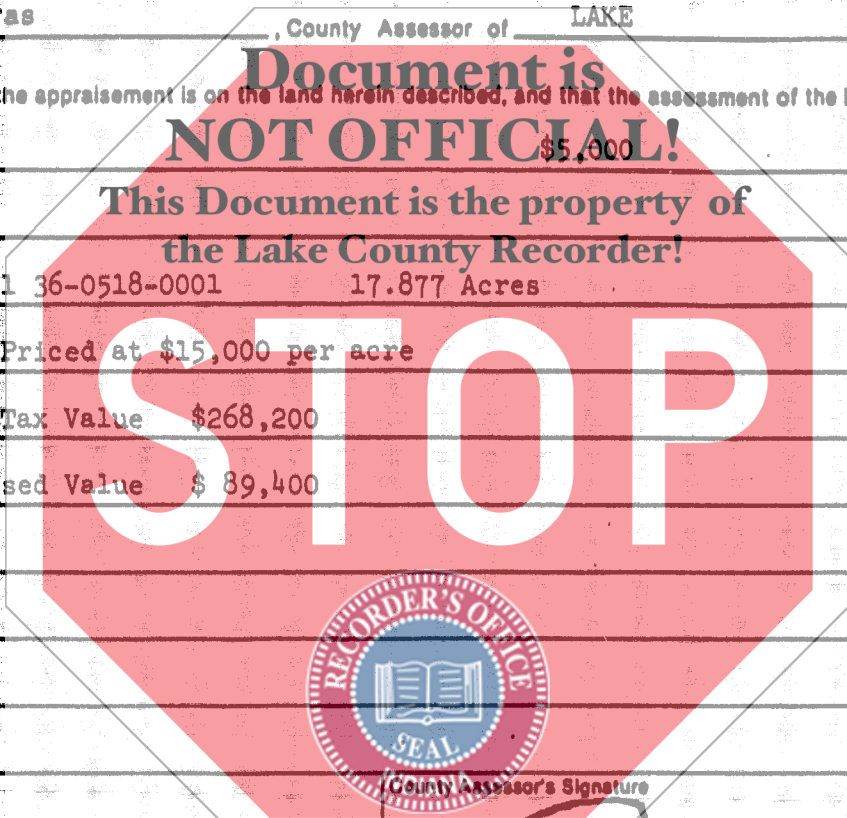 as
, County Assessor of LAKE
Document is
he appraisement is on the land herein described, and that the assessment of the
NOT OFFICIAL!
$5,000
This Document is the property of
the Lake County Recorder!
1 36-0518-0001 17.877 Acres
Priced at $15,000 per acre
Tax Value $268,200
sed Value $ 89,400
STOP
RECORDER'S OFFICE
SEAL
INDIANA
County Assessor's Signature